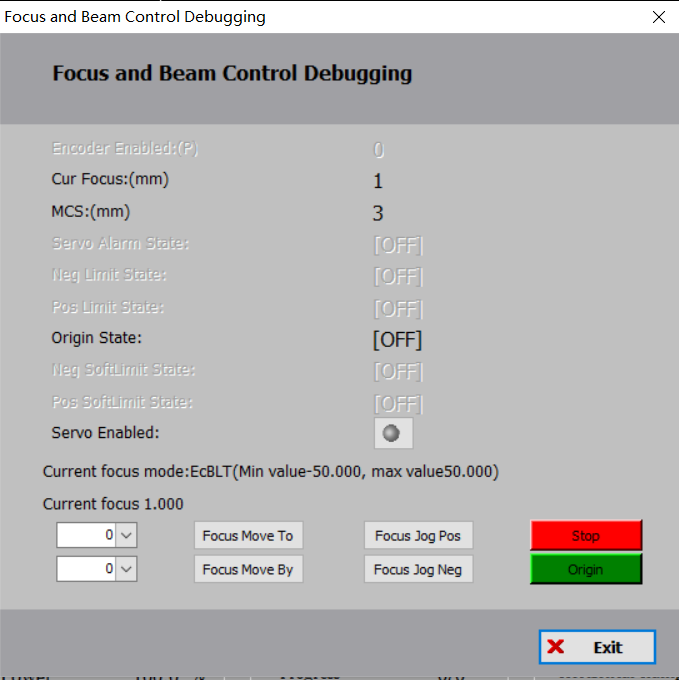 Focus and Beam Control Debugging
Focus and Beam Control Debugging
Encoder Enabled:(P) 0
Cur Focus:(mm) 1
MCS:(mm) 3
Servo Alarm State: [OFF]
Neg Limit State: [OFF]
Pos Limit State: [OFF]
Origin State: [OFF]
Neg SoftLimit State: [OFF]
Pos SoftLimit State: [OFF]
Servo Enabled:
Current focus mode:EcBLT(Min value-50.000, max value50.000)
Current focus 1.000
0 Focus Move To Focus Jog Pos Stop
0 Focus Move By Focus Jog Neg Origin
Exit